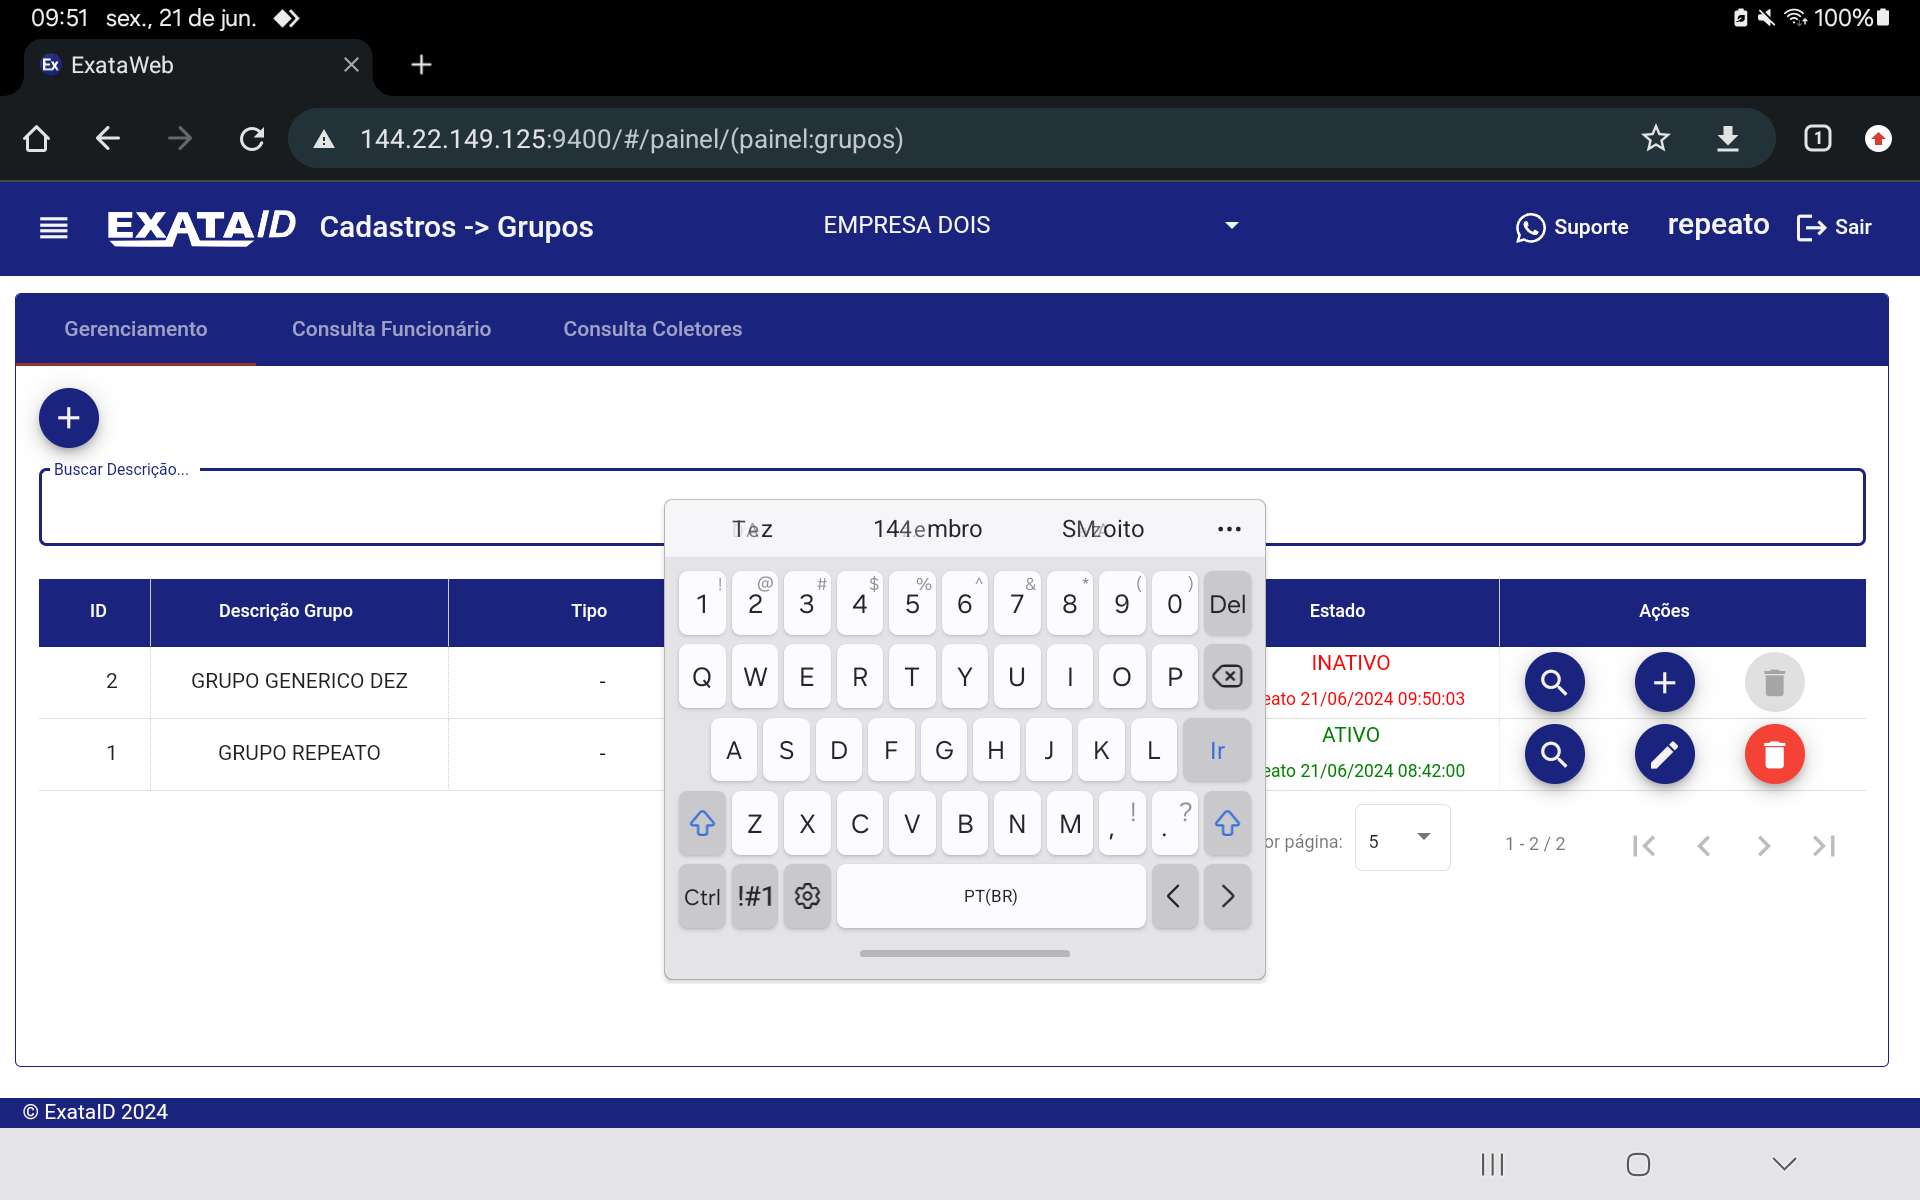 09:51 sex., 21 de jun. 100%
Ex ExataWeb
144.22.149.125:9400/#/painel/(painel:grupos) 1
EXATAID Cadastros -> Grupos EMPRESA DOIS Suporte repeato Sair
Gerenciamento Consulta Funcionário Consulta Coletores
+
Buscar Descrição...
ID Descrição Grupo Tipo Estado Ações
2 GRUPO GENERICO DEZ - INATIVO
eato 21/06/2024 09:50:03
1 GRUPO REPEATO - ATIVO
eato 21/06/2024 08:42:00
or página: 5 1 - 2 / 2
! @ # $ % ^ & * ( )
1 2 3 4 5 6 7 8 9 0 Del
Q W E R T Y U I O P
A S D F G H J K L Ir
Z X C V B N M , ! . ?
Ctrl !#1 PT(BR) < >
© ExataID 2024